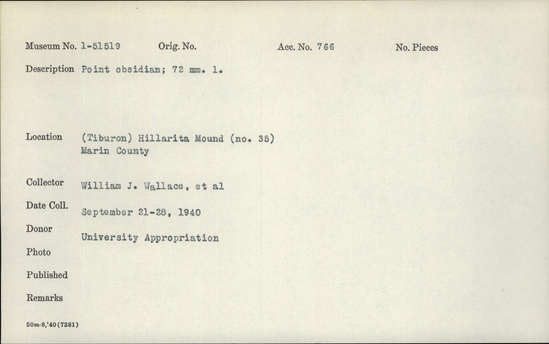 Museum No. 1-51519 Orig. No. Acc. No. 766 No. Pieces
Description Point obsidian; 72 mm. l.
Location (Tiburon) Hillarita Mound (no. 35)
Marin County
Collector William J. Wallace, et al
Date Coll. September 21-28, 1940
Donor University Appropriation
Photo
Published
Remarks
50m-8,'40(7281)